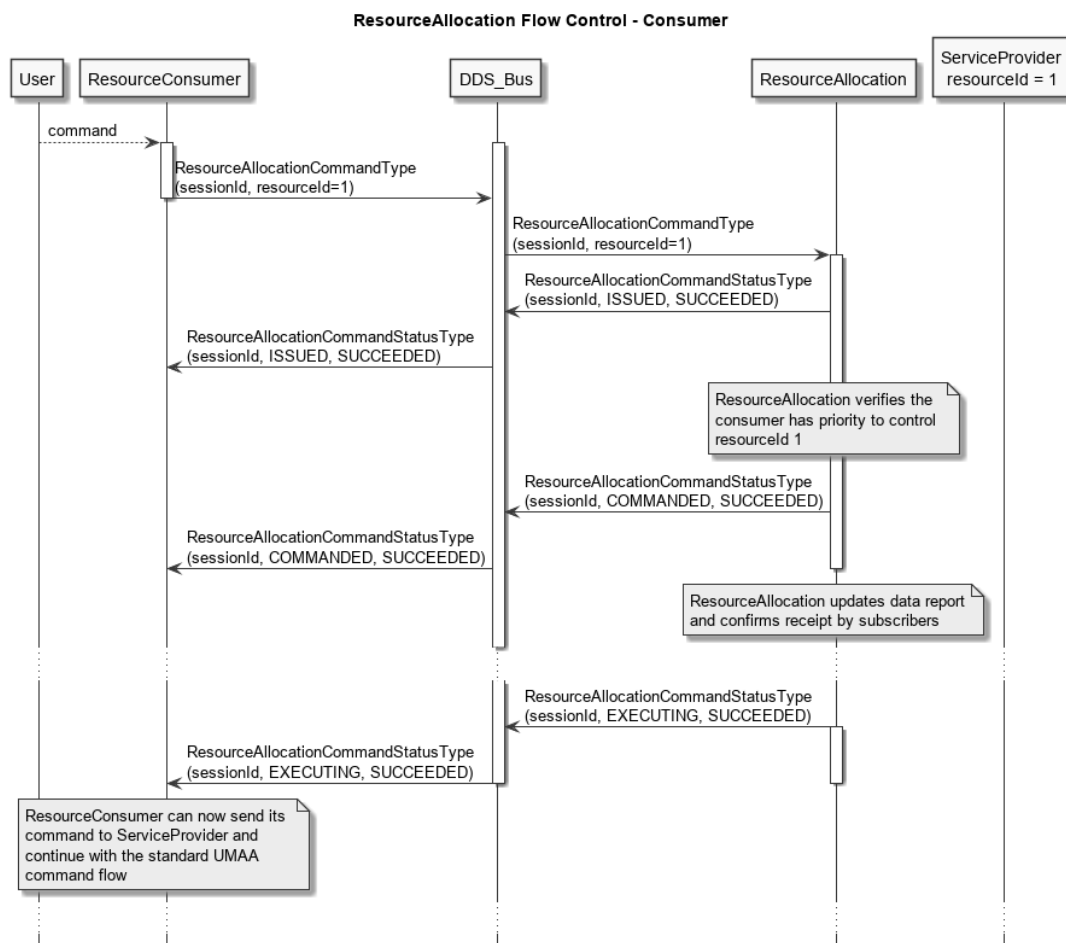 ResourceAllocation Flow Control - Consumer
User
ResourceConsumer
DDS_Bus
ResourceAllocation
ServiceProvider
resourceId = 1
command
ResourceAllocationCommandType
(sessionId, resourceId=1)
ResourceAllocationCommandType
(sessionId, resourceId=1)
ResourceAllocationCommandStatusType
(sessionId, ISSUED, SUCCEEDED)
ResourceAllocationCommandStatusType
(sessionId, ISSUED, SUCCEEDED)
ResourceAllocation verifies the
consumer has priority to control
resourceId 1
ResourceAllocationCommandStatusType
(sessionId, COMMANDED, SUCCEEDED)
ResourceAllocationCommandStatusType
(sessionId, COMMANDED, SUCCEEDED)
ResourceAllocation updates data report
and confirms receipt by subscribers
ResourceAllocationCommandStatusType
(sessionId, EXECUTING, SUCCEEDED)
ResourceAllocationCommandStatusType
(sessionId, EXECUTING, SUCCEEDED)
ResourceConsumer can now send its
command to ServiceProvider and
continue with the standard UMAA
command flow